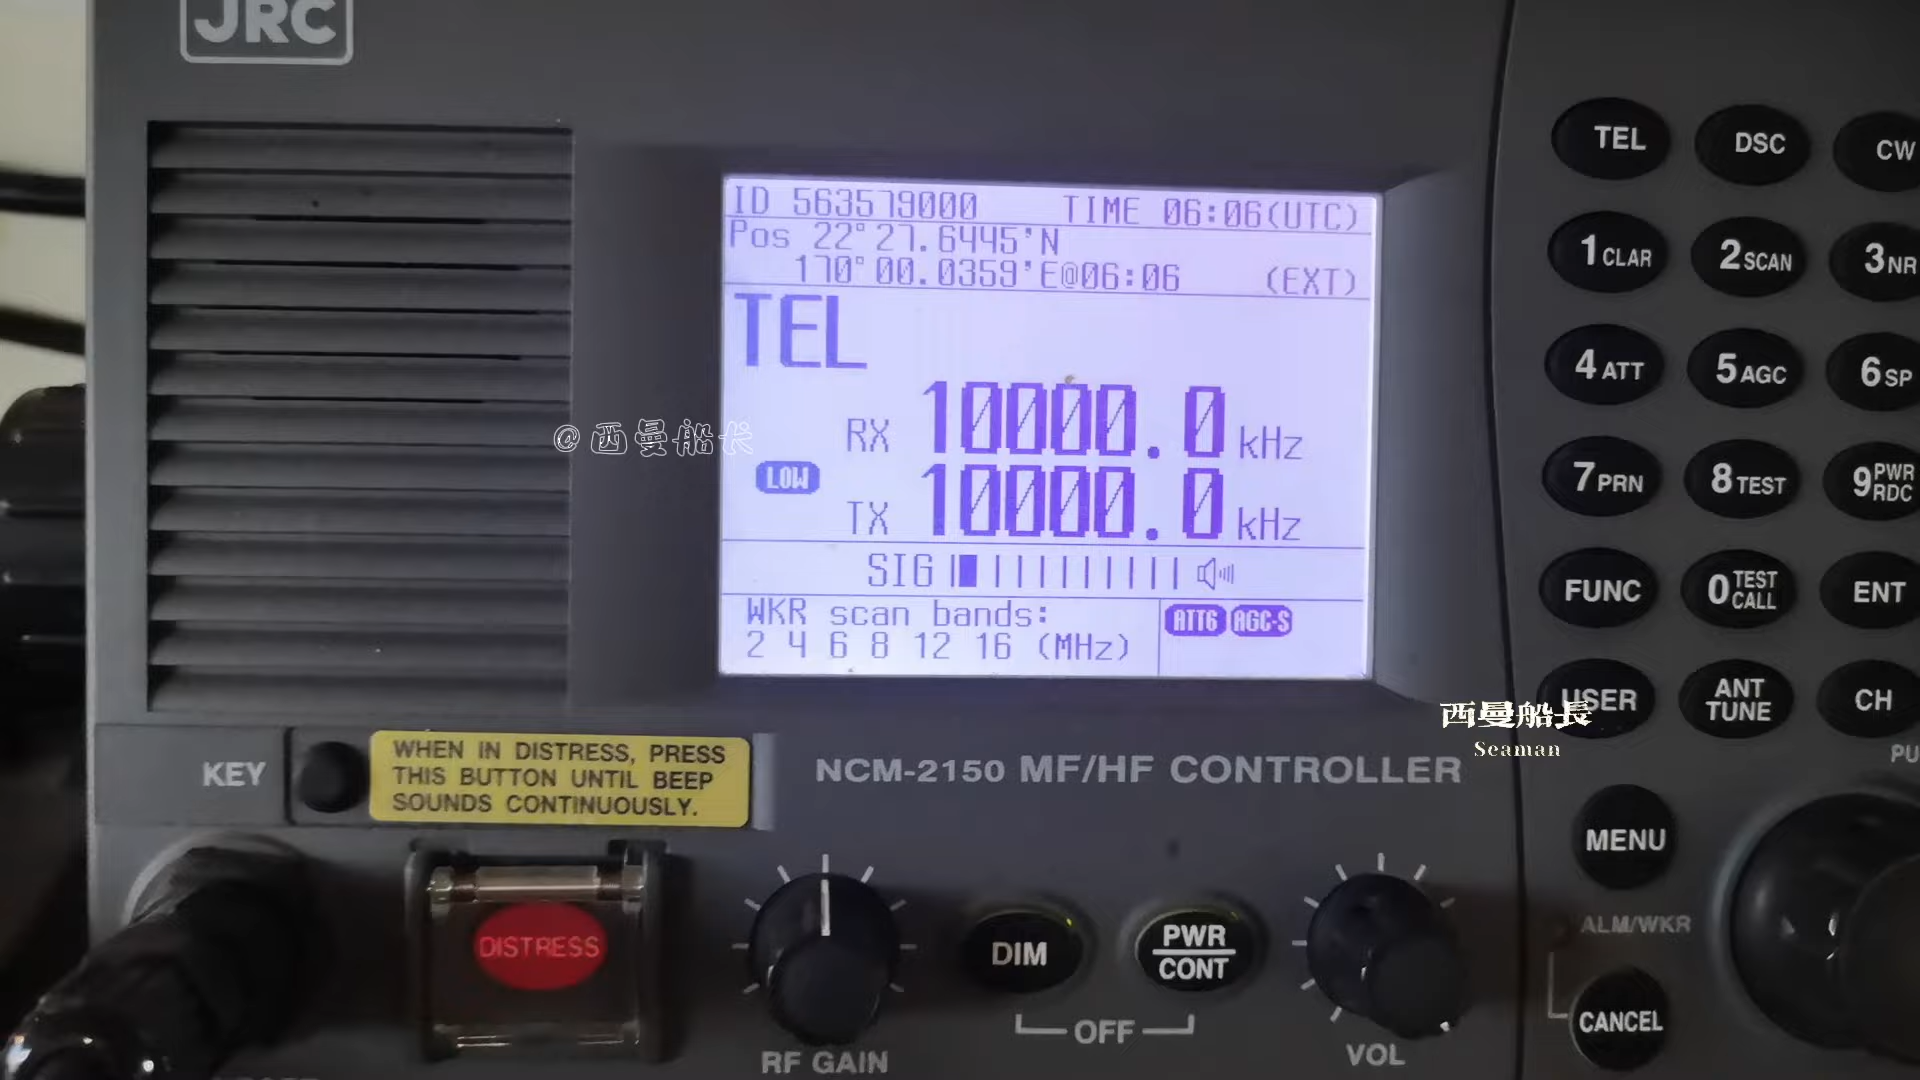 JRC
ID 563579000 TIME 06:06(UTC)
Pos 22°27.6445'N
170°00.0359'E@06:06 (EXT)
TEL
RX 10000.0 kHz
LOW
TX 10000.0 kHz
SIG
WKR scan bands:
2 4 6 8 12 16 (MHz)
ATT6 AGC-S
@西曼船长
西曼船長
Seaman
TEL DSC CW
1 CLAR 2 SCAN 3 NR
4 ATT 5 AGC 6 SP
7 PRN 8 TEST 9 PWR RDC
FUNC 0 TEST CALL ENT
USER ANT TUNE CH
PU
KEY
WHEN IN DISTRESS, PRESS
THIS BUTTON UNTIL BEEP
SOUNDS CONTINUOUSLY.
NCM-2150 MF/HF CONTROLLER
MENU
ALM/WKR
CANCEL
DISTRESS
DIM
PWR
CONT
OFF
RF GAIN
VOL